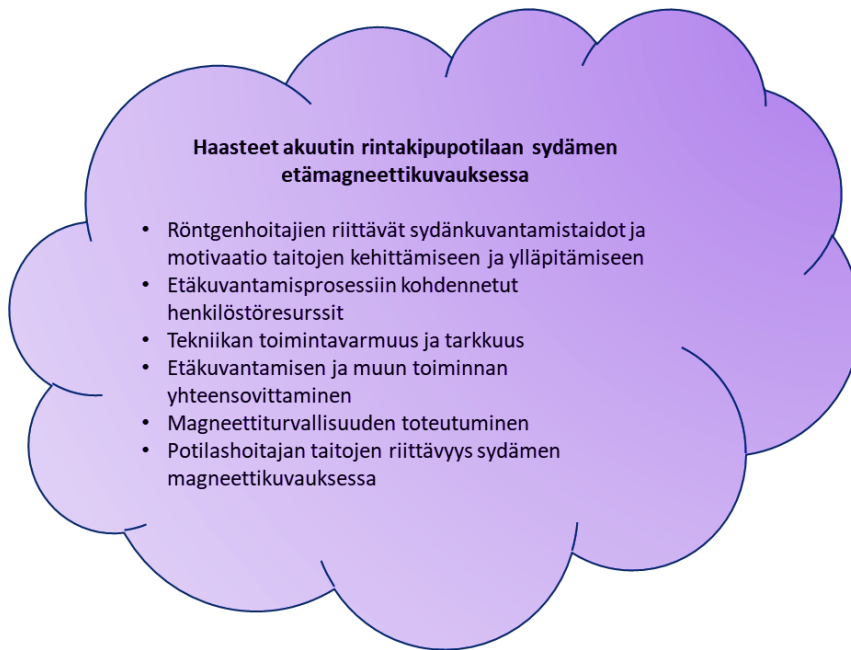 Haasteet akuutin rintakipupotilaan sydämen
etämagneettikuvauksessa
• Röntgenhoitajien riittävät sydänkuvantamistaidot ja
motivaatio taitojen kehittämiseen ja ylläpitämiseen
• Etäkuvantamisprosessiin kohdennetut
henkilöstöresurssit
• Tekniikan toimintavarmuus ja tarkkuus
• Etäkuvantamisen ja muun toiminnan
yhteensovittaminen
• Magneettiturvallisuuden toteutuminen
• Potilashoitajan taitojen riittävyys sydämen
magneettikuvauksessa